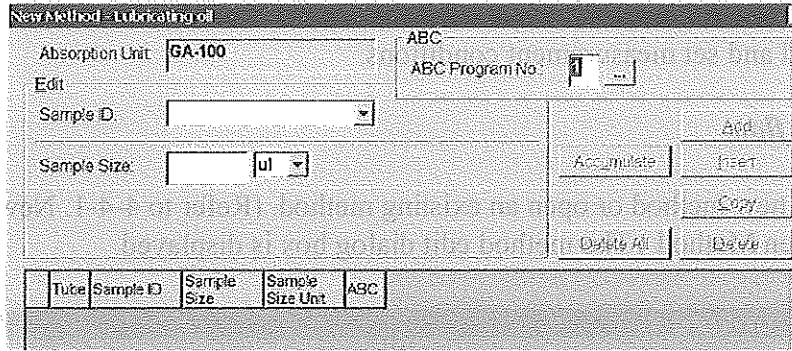 New Method - Lubricating oil
Absorption Unit: GA-100
ABC
ABC Program No. 1 ...
Edit
Sample ID:
Sample Size: ul
Add
Accumulate Insert
Copy
Delete All Delete
Tube Sample ID Sample Size Sample Size Unit ABC